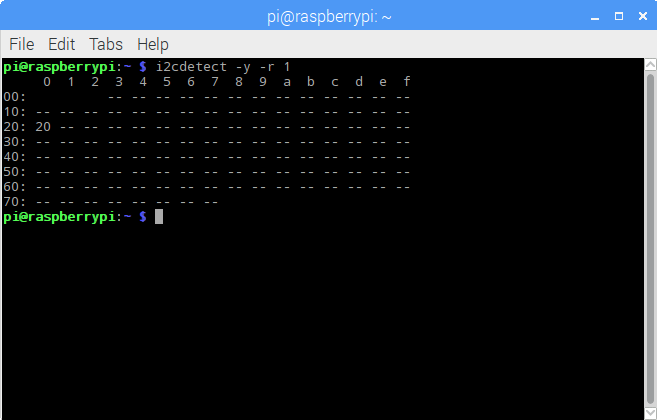 pi@raspberrypi: ~
File Edit Tabs Help
pi@raspberrypi:~ $ i2cdetect -y -r 1
     0  1  2  3  4  5  6  7  8  9  a  b  c  d  e  f
00:          -- -- -- -- -- -- -- -- -- -- -- -- --
10: -- -- -- -- -- -- -- -- -- -- -- -- -- -- -- --
20: 20 -- -- -- -- -- -- -- -- -- -- -- -- -- -- --
30: -- -- -- -- -- -- -- -- -- -- -- -- -- -- -- --
40: -- -- -- -- -- -- -- -- -- -- -- -- -- -- -- --
50: -- -- -- -- -- -- -- -- -- -- -- -- -- -- -- --
60: -- -- -- -- -- -- -- -- -- -- -- -- -- -- -- --
70: -- -- -- -- -- -- -- --
pi@raspberrypi:~ $